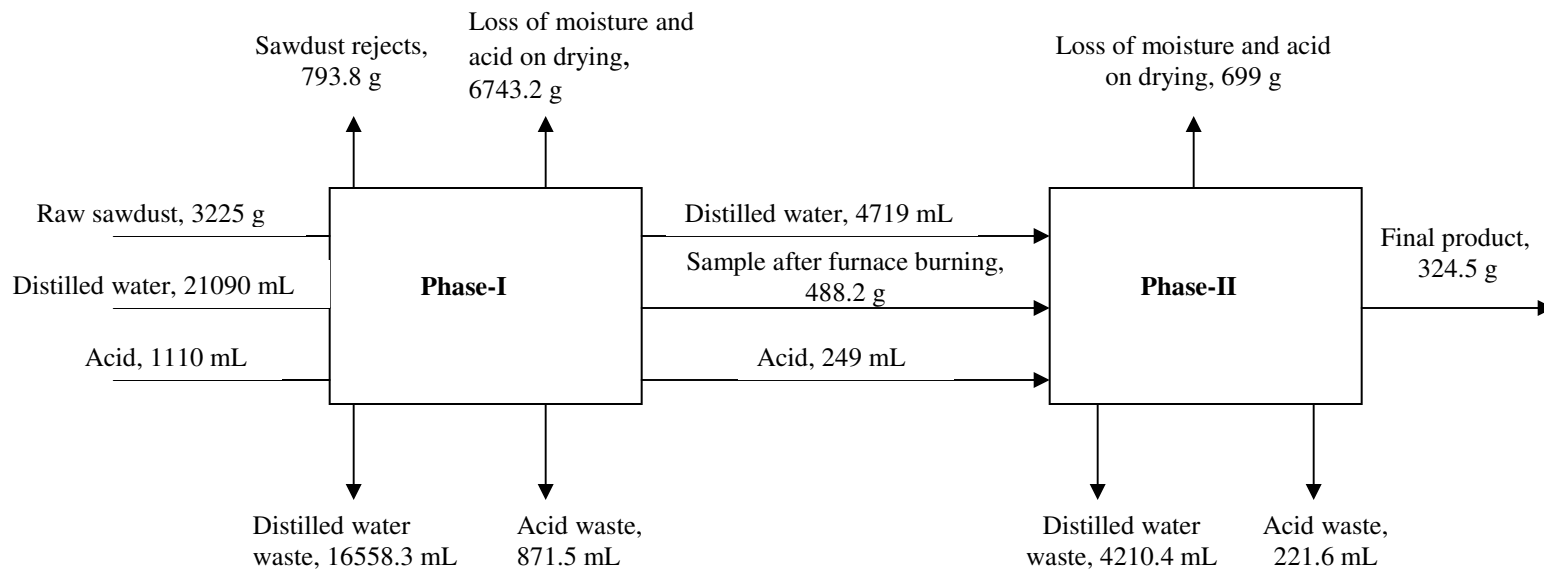 Sawdust rejects,
793.8 g
Loss of moisture and
acid on drying,
6743.2 g
Loss of moisture and acid
on drying, 699 g
Raw sawdust, 3225 g
Distilled water, 21090 mL
Acid, 1110 mL
Phase-I
Distilled water, 4719 mL
Sample after furnace burning,
488.2 g
Acid, 249 mL
Phase-II
Final product,
324.5 g
Distilled water
waste, 16558.3 mL
Acid waste,
871.5 mL
Distilled water
waste, 4210.4 mL
Acid waste,
221.6 mL